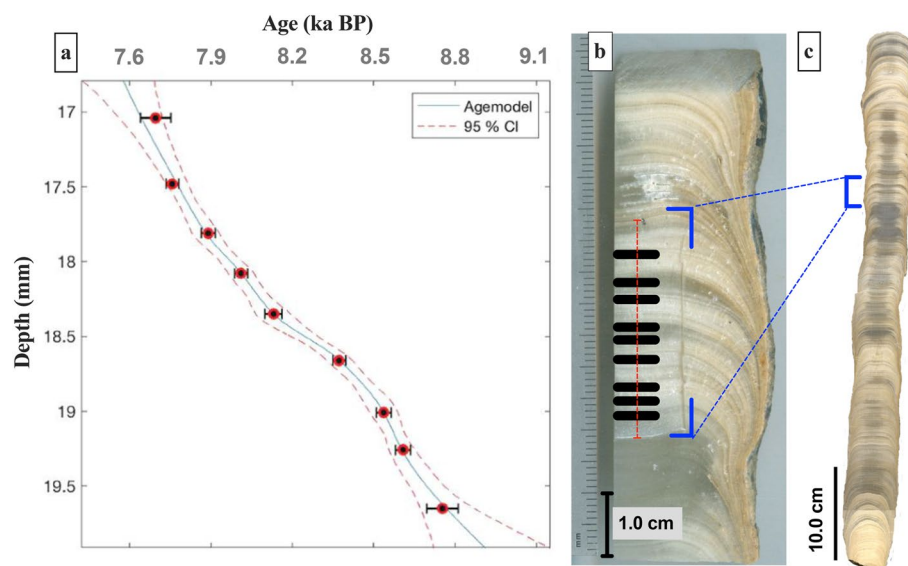 Age (ka BP)
a
7.6 7.9 8.2 8.5 8.8 9.1
Agemodel
95 % CI
Depth (mm)
17
17.5
18
18.5
19
19.5
b
1.0 cm
mm
c
10.0 cm